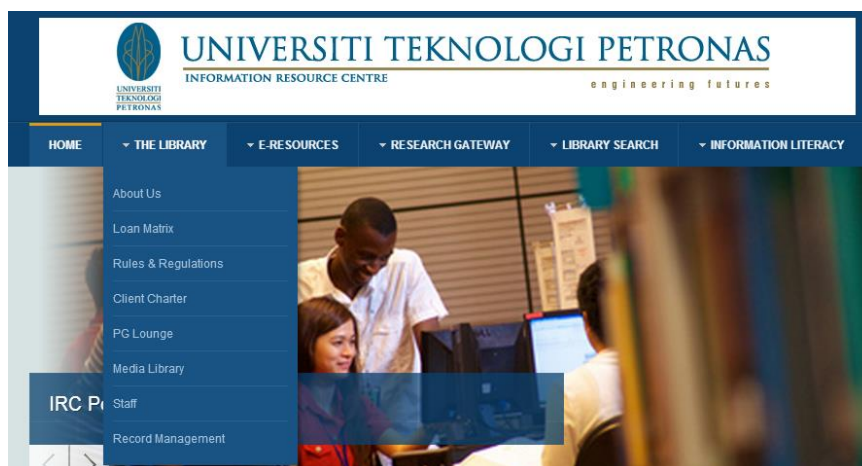 UNIVERSITI TEKNOLOGI PETRONAS
INFORMATION RESOURCE CENTRE
engineering futures
UNIVERSITI
TEKNOLOGI
PETRONAS
HOME THE LIBRARY E-RESOURCES RESEARCH GATEWAY LIBRARY SEARCH INFORMATION LITERACY
About Us
Loan Matrix
Rules & Regulations
Client Charter
PG Lounge
Media Library
IRC
Staff
Record Management